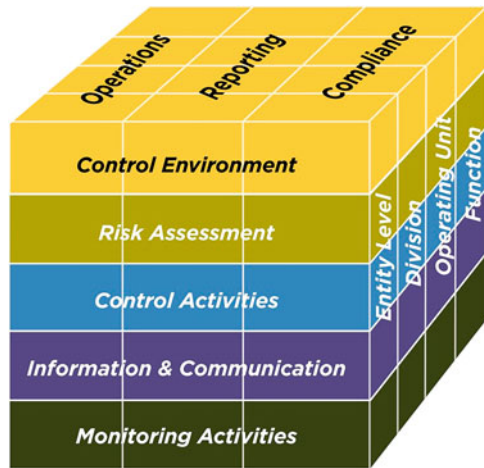 Operations
Reporting
Compliance
Control Environment
Risk Assessment
Control Activities
Information & Communication
Monitoring Activities
Entity Level
Division
Operating Unit
Function